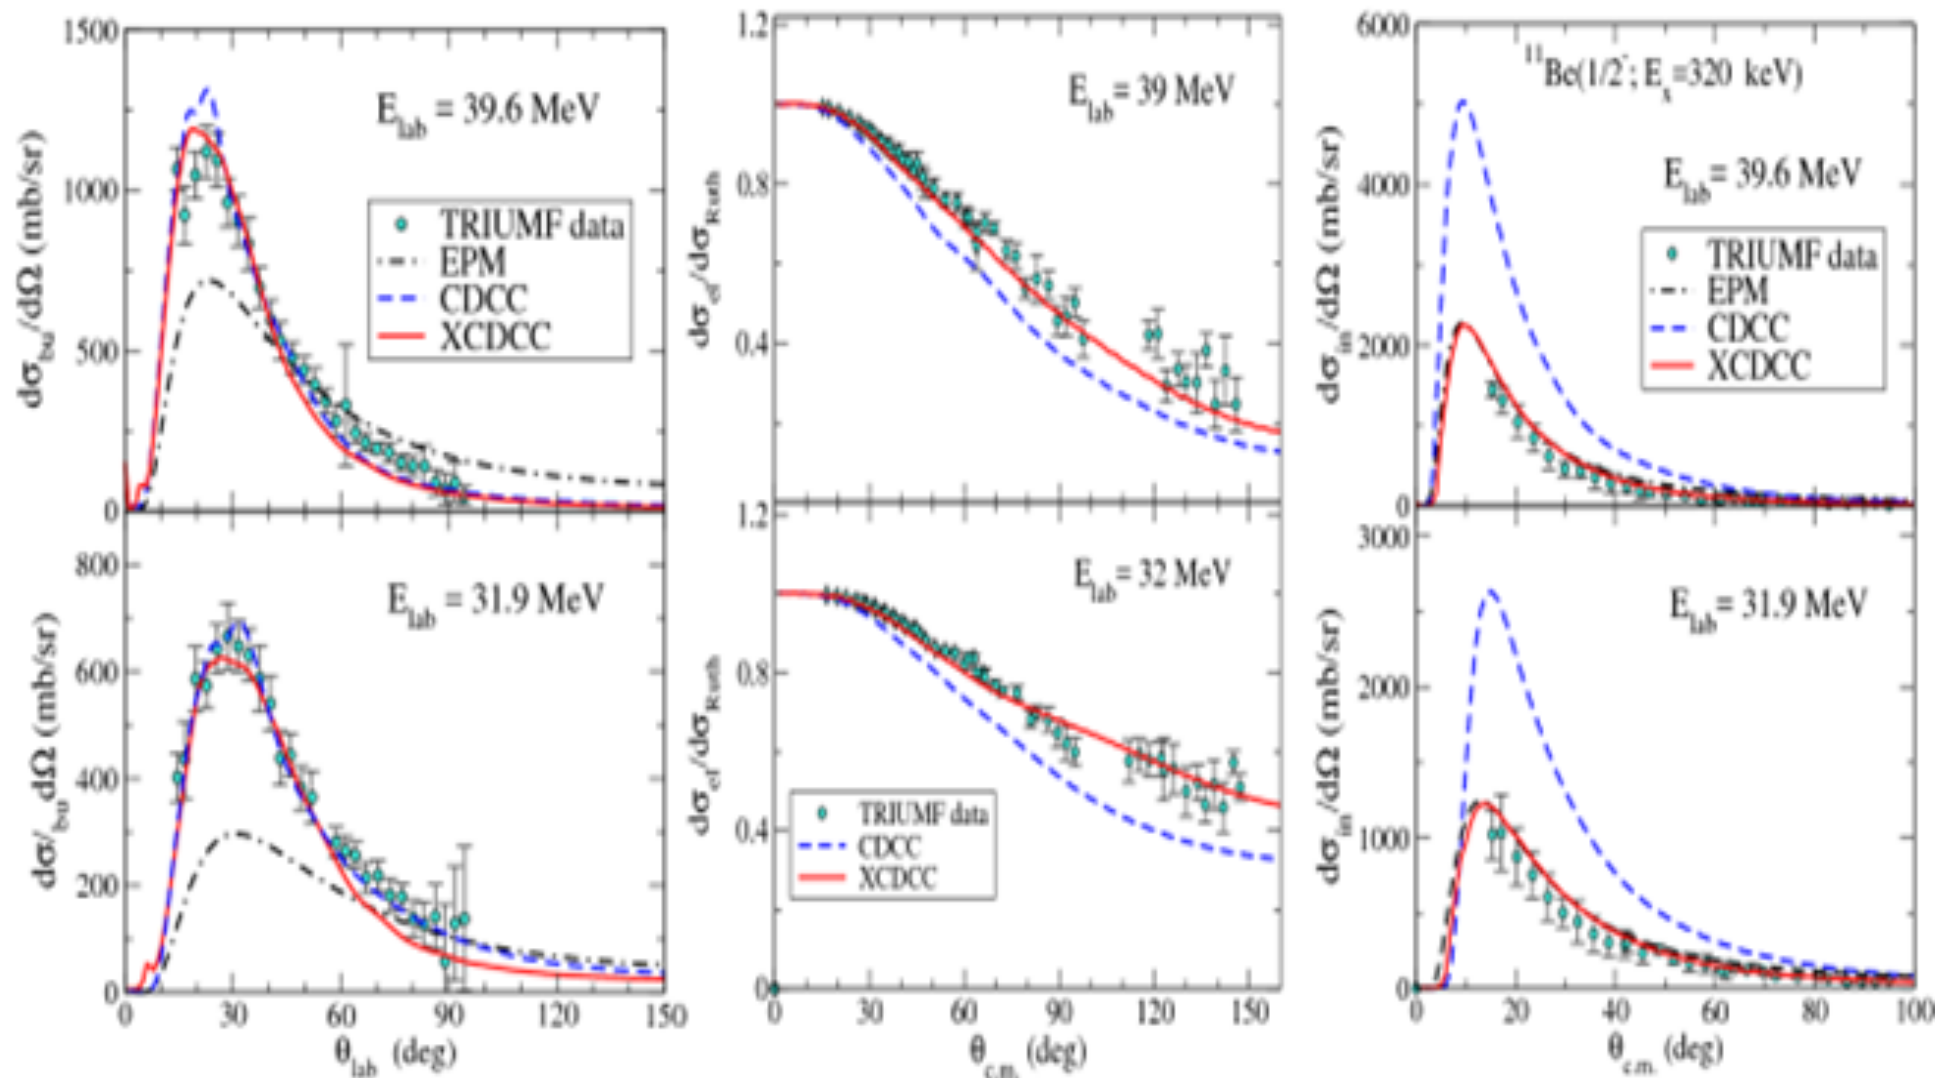 1500
1000
500
0
dσ_bu/dΩ (mb/sr)
E_lab = 39.6 MeV
TRIUMF data
EPM
CDCC
XCDCC
800
600
400
200
0
dσ/_bu dΩ (mb/sr)
E_lab = 31.9 MeV
0 30 60 90 120 150
θ_lab (deg)
1.2
0.8
0.4
dσ_el/dσ_Ruth
E_lab = 39 MeV
1.2
0.8
0.4
0
dσ_el/dσ_Ruth
E_lab = 32 MeV
TRIUMF data
CDCC
XCDCC
0 30 60 90 120 150
θ_c.m. (deg)
6000
4000
2000
0
dσ_in/dΩ (mb/sr)
¹¹Be(1/2⁻; E_x=320 keV)
E_lab = 39.6 MeV
TRIUMF data
EPM
CDCC
XCDCC
3000
2000
1000
0
dσ_in/dΩ (mb/sr)
E_lab = 31.9 MeV
0 20 40 60 80 100
θ_c.m. (deg)